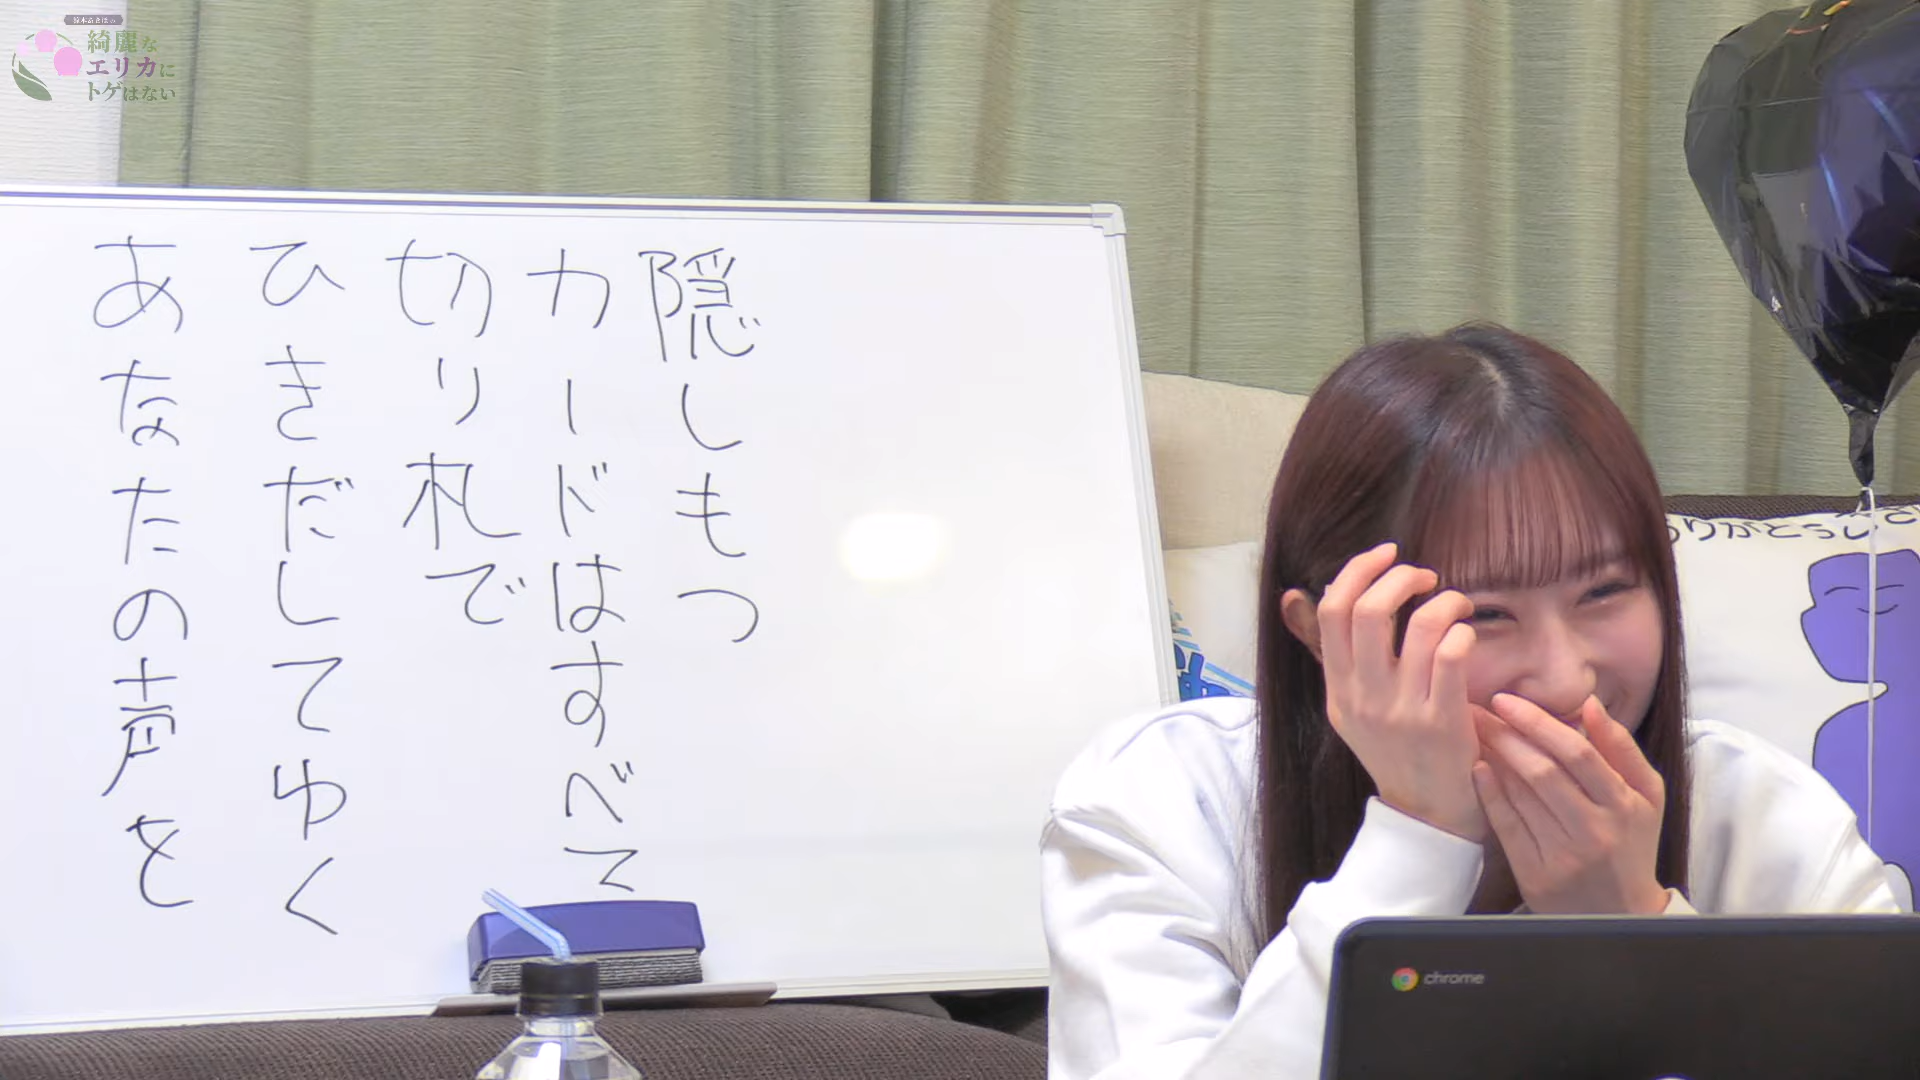 綺麗な
エリカに
トゲはない
隠しもつ
カードはすべて
切り札で
ひきだしてゆく
あなたの声を
ありがとうし
chrome